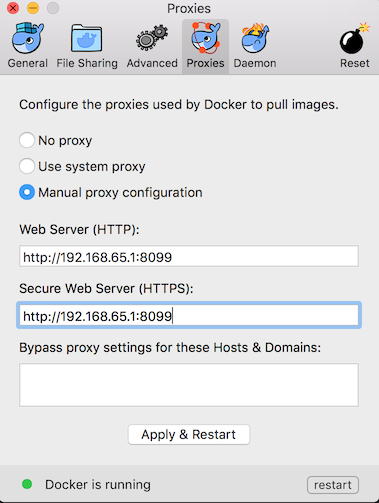 Proxies
General File Sharing Advanced Proxies Daemon Reset
Configure the proxies used by Docker to pull images.
No proxy
Use system proxy
Manual proxy configuration
Web Server (HTTP):
http://192.168.65.1:8099
Secure Web Server (HTTPS):
http://192.168.65.1:8099
Bypass proxy settings for these Hosts & Domains:
Apply & Restart
Docker is running restart